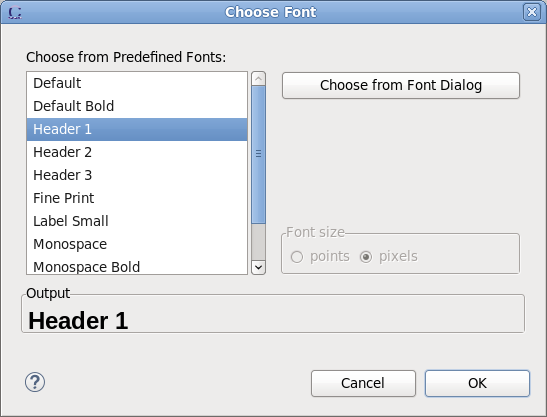 Choose Font
Choose from Predefined Fonts:
Default
Default Bold
Header 1
Header 2
Header 3
Fine Print
Label Small
Monospace
Monospace Bold
Choose from Font Dialog
Font size
points pixels
Output
Header 1
?
Cancel OK